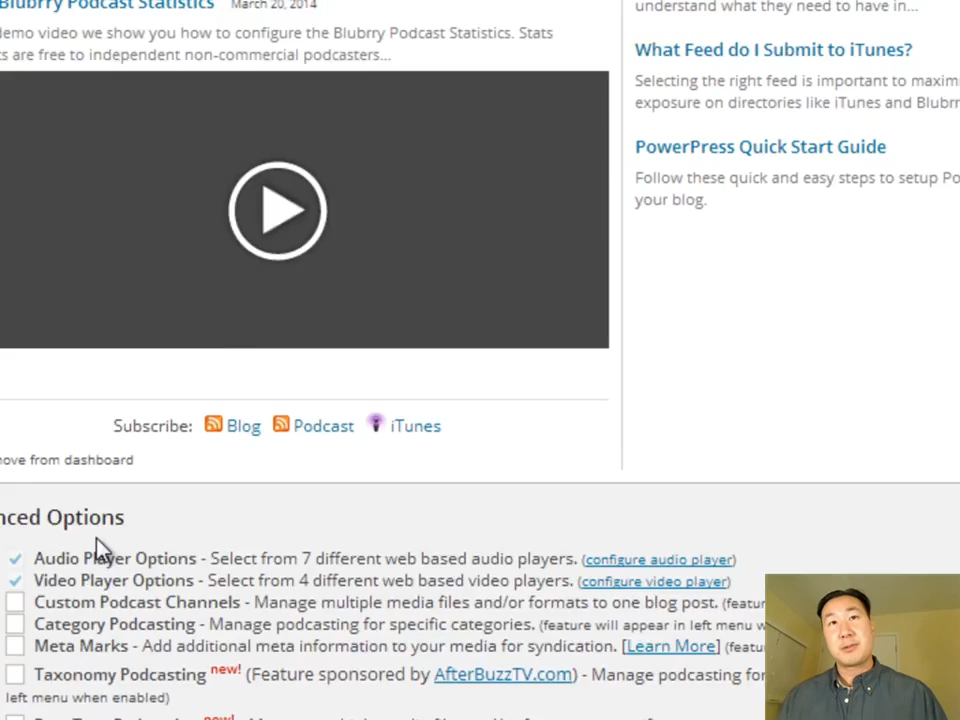 Blubrry Podcast Statistics March 20, 2014
demo video we show you how to configure the Blubrry Podcast Statistics. Stats
s are free to independent non-commercial podcasters...
Subscribe: Blog Podcast iTunes
move from dashboard
understand what they need to have in...
What Feed do I Submit to iTunes?
Selecting the right feed is important to maxim
exposure on directories like iTunes and Blubrr
PowerPress Quick Start Guide
Follow these quick and easy steps to setup Po
your blog.
nced Options
Audio Player Options - Select from 7 different web based audio players. (configure audio player)
Video Player Options - Select from 4 different web based video players. (configure video player)
Custom Podcast Channels - Manage multiple media files and/or formats to one blog post. (featu
Category Podcasting - Manage podcasting for specific categories. (feature will appear in left menu w
Meta Marks - Add additional meta information to your media for syndication. [Learn More] (featu
Taxonomy Podcasting new! (Feature sponsored by AfterBuzzTV.com) - Manage podcasting for
left menu when enabled)